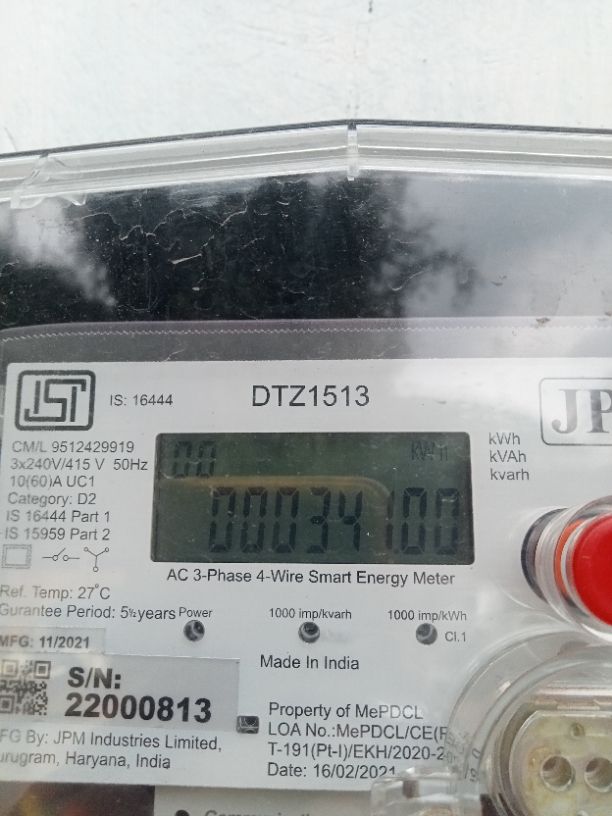 IS: 16444
DTZ1513
JP
CM/L 9512429919
3x240V/415 V 50Hz
10(60)A UC1
Category: D2
IS 16444 Part 1
IS 15959 Part 2
kWh
kVAh
kvarh
00
000341.00
AC 3-Phase 4-Wire Smart Energy Meter
Ref. Temp: 27°C
Gurantee Period: 5½years
Power
1000 imp/kvarh
1000 imp/kWh
Cl.1
MFG: 11/2021
Made In India
S/N:
22000813
MFG By: JPM Industries Limited,
urugram, Haryana, India
Property of MePDCL
LOA No.:MePDCL/CE(
T-191(Pt-I)/EKH/2020-2
Date: 16/02/2021